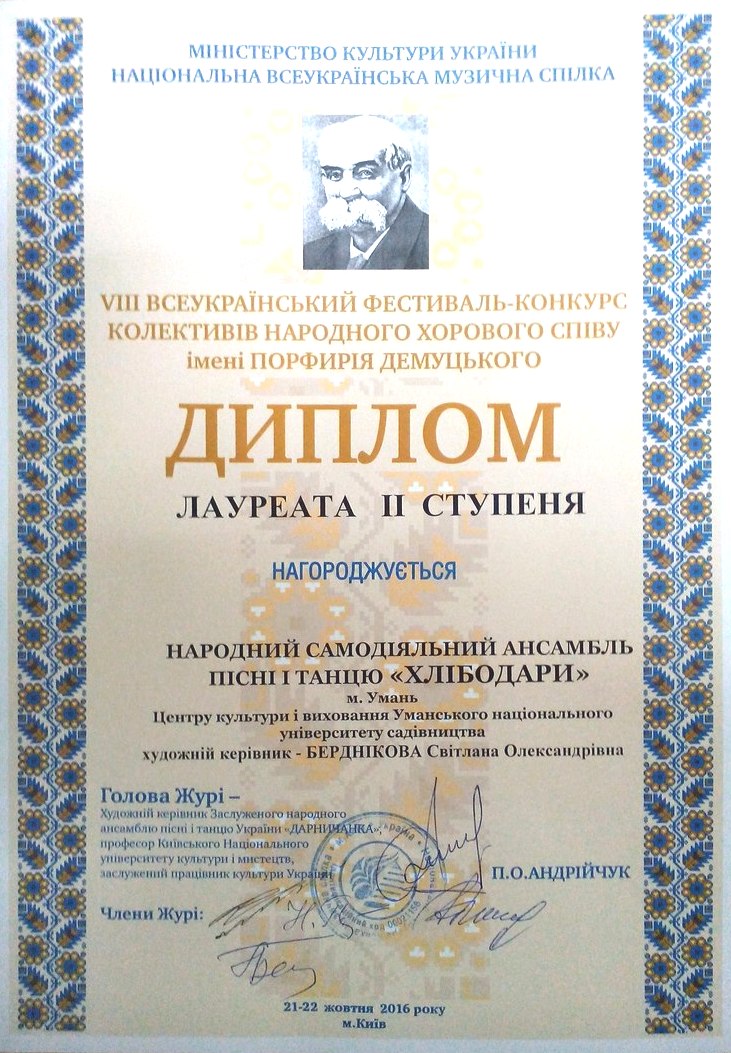 МІНІСТЕРСТВО КУЛЬТУРИ УКРАЇНИ
НАЦІОНАЛЬНА ВСЕУКРАЇНСЬКА МУЗИЧНА СПІЛКА
VIII ВСЕУКРАЇНСЬКИЙ ФЕСТИВАЛЬ-КОНКУРС
КОЛЕКТИВІВ НАРОДНОГО ХОРОВОГО СПІВУ
імені ПОРФИРІЯ ДЕМУЦЬКОГО
ДИПЛОМ
ЛАУРЕАТА II СТУПЕНЯ
НАГОРОДЖУЄТЬСЯ
НАРОДНИЙ САМОДІЯЛЬНИЙ АНСАМБЛЬ
ПІСНІ І ТАНЦЮ «ХЛІБОДАРИ»
м. Умань
Центру культури і виховання Уманського національного
університету садівництва
художній керівник - БЕРДНІКОВА Світлана Олександрівна
Голова Журі –
Художній керівник Заслуженого народного
ансамблю пісні і танцю України «ДАРНИЧАНКА»,
професор Київського Національного
університету культури і мистецтв,
заслужений працівник культури України
П.О.АНДРІЙЧУК
Члени Журі:
21-22 жовтня 2016 року
м.Київ